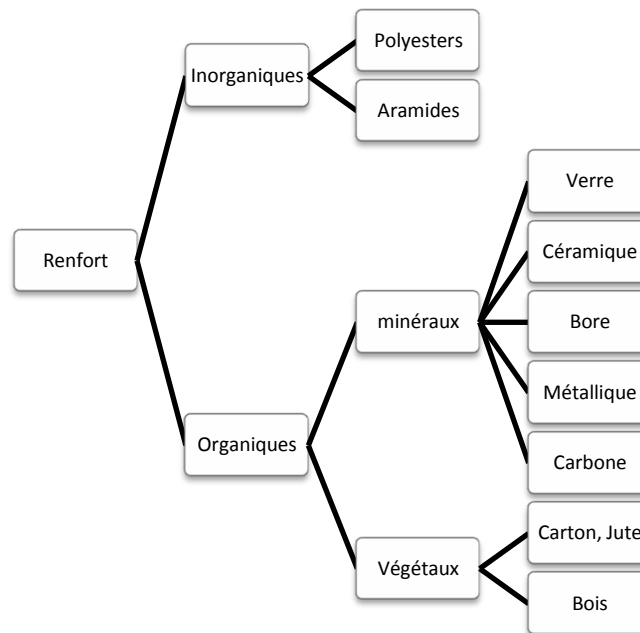 Renfort
Inorganiques
Polyesters
Aramides
Organiques
minéraux
Verre
Céramique
Bore
Métallique
Carbone
Végétaux
Carton, Jute
Bois